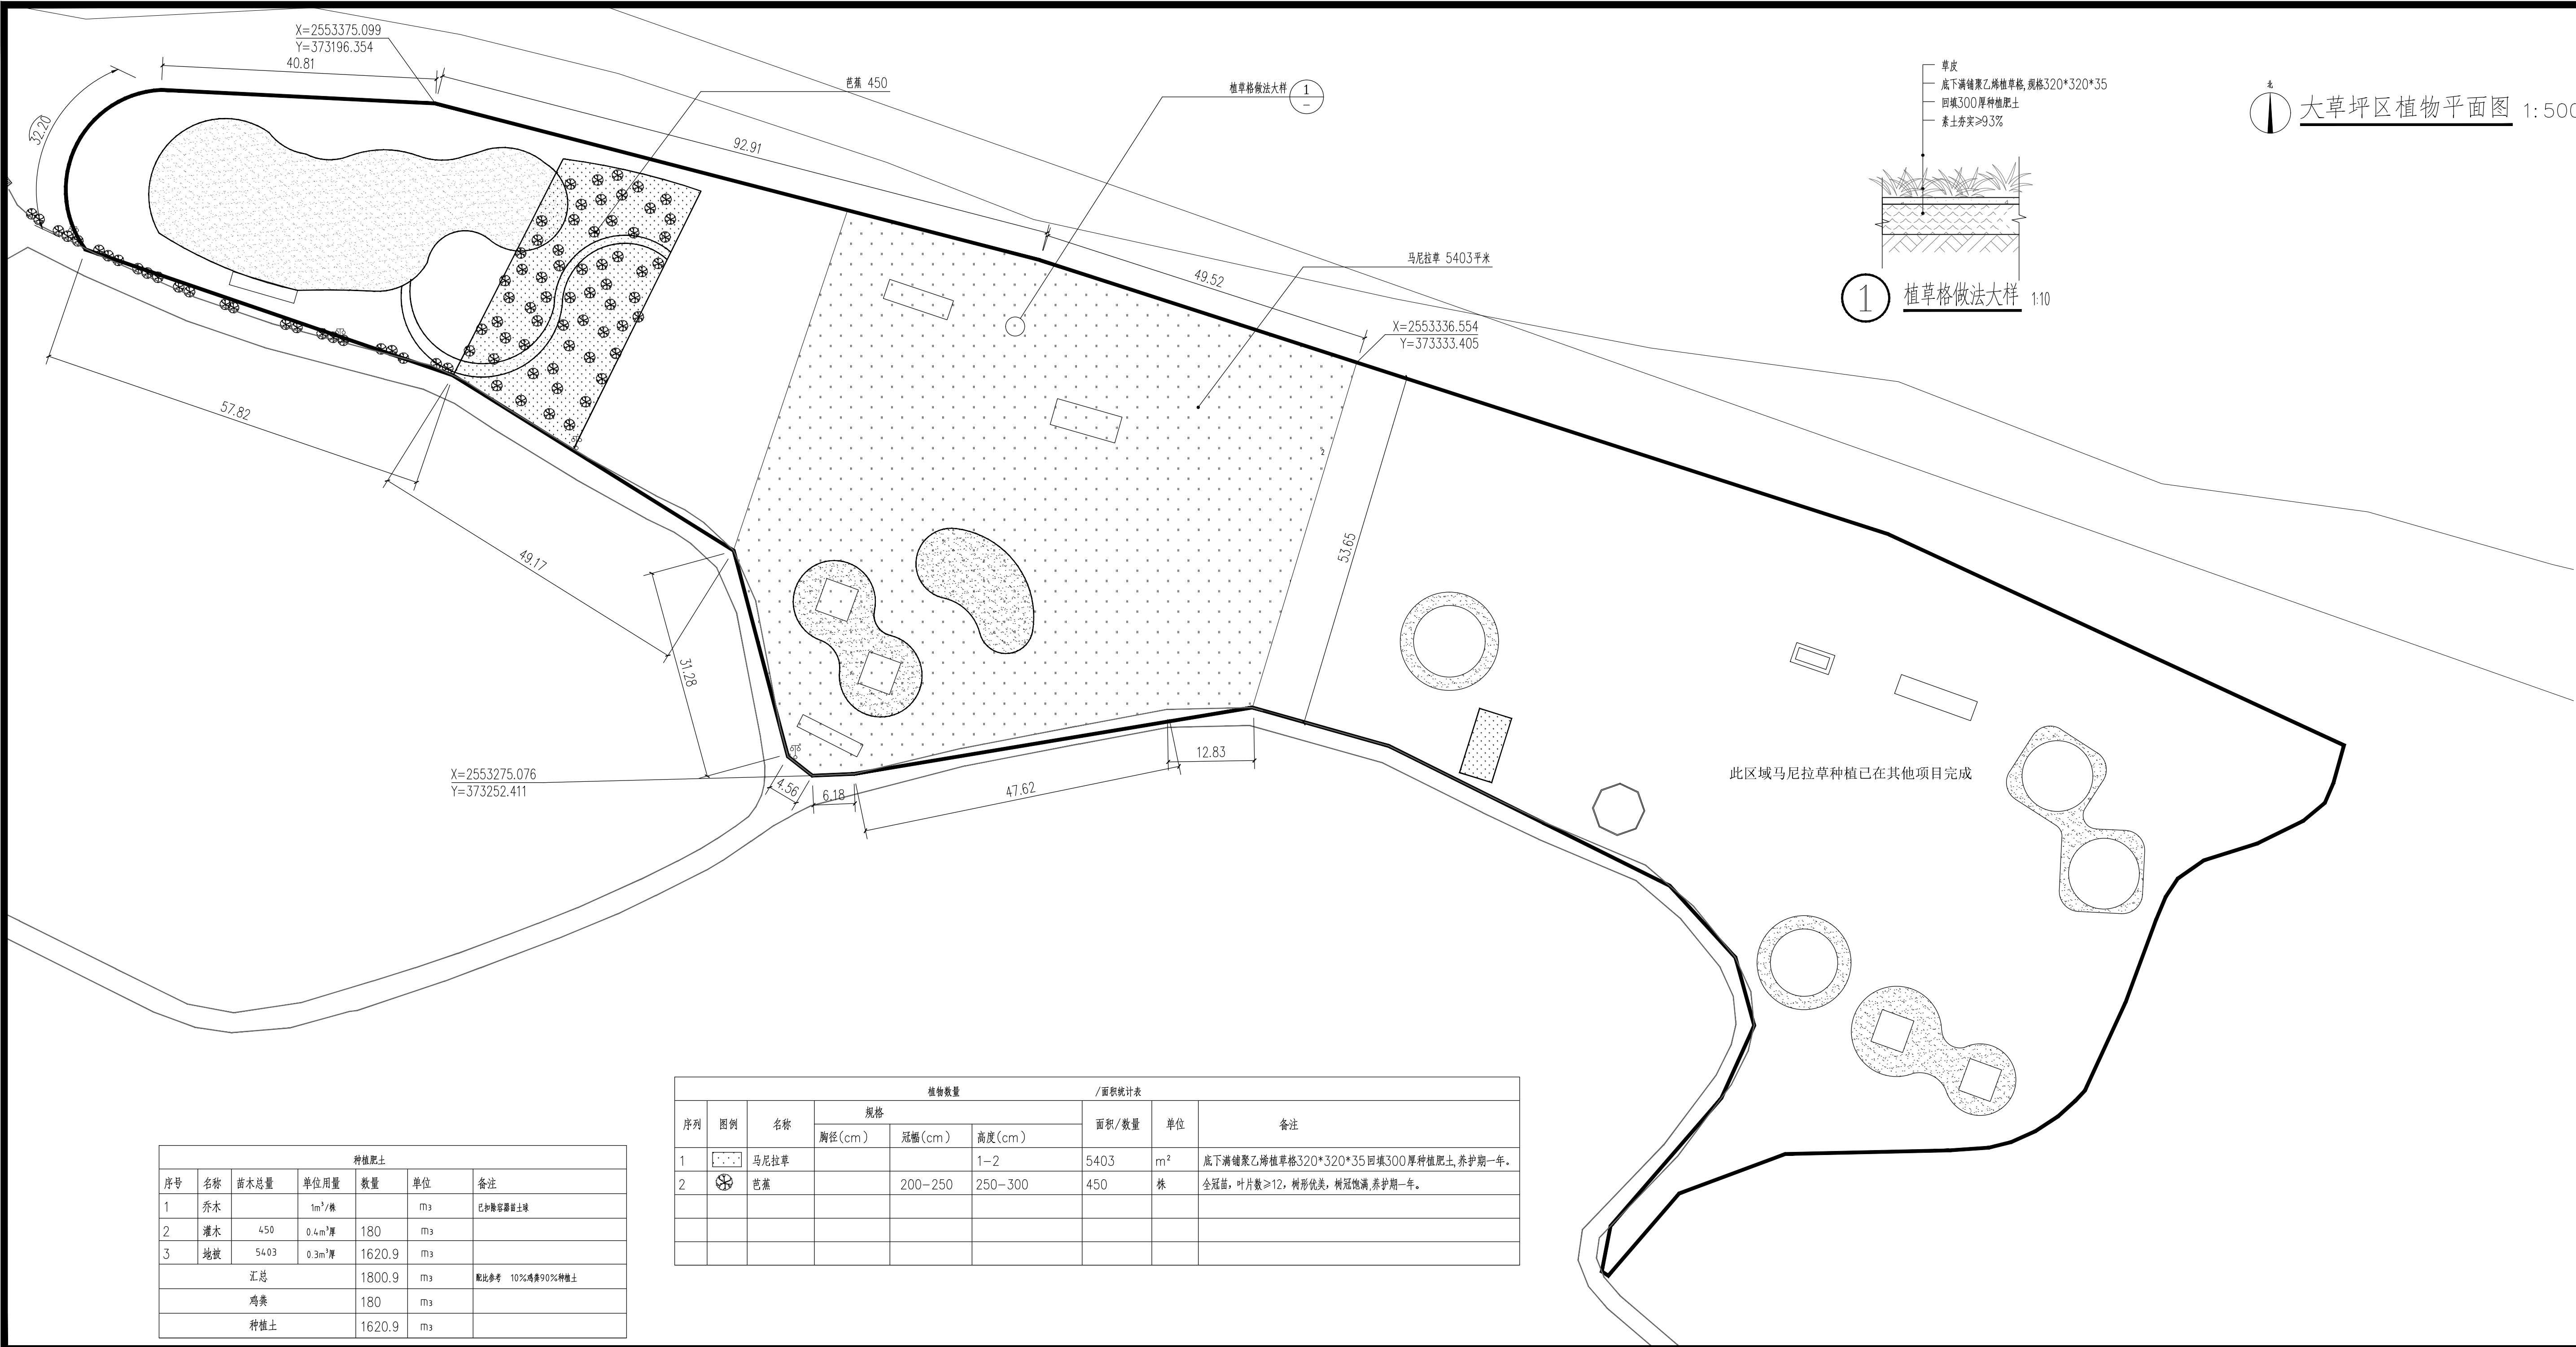 X=2553375.099
Y=373196.354
40.81
32.20
芭蕉 450
92.91
植草格做法大样
1
-
草皮
底下满铺聚乙烯植草格,规格320*320*35
回填300厚种植肥土
素土夯实≥93%
1
植草格做法大样 1:10
北
大草坪区植物平面图 1:500
马尼拉草 5403平米
49.52
X=2553336.554
Y=373333.405
57.82
49.17
53.65
31.28
X=2553275.076
Y=373252.411
4.56
6.18
47.62
12.83
此区域马尼拉草种植已在其他项目完成
植物数量 /面积统计表
序列 图例 名称 规格 面积/数量 单位 备注
胸径(cm) 冠幅(cm) 高度(cm)
1 马尼拉草 1-2 5403 m² 底下满铺聚乙烯植草格320*320*35回填300厚种植肥土,养护期一年。
2 芭蕉 200-250 250-300 450 株 全冠苗，叶片数≥12，树形优美，树冠饱满,养护期一年。
种植肥土
序号 名称 苗木总量 单位用量 数量 单位 备注
1 乔木 1m³/株 m3 已扣除容器苗土球
2 灌木 450 0.4m³厚 180 m3
3 地被 5403 0.3m³厚 1620.9 m3
汇总 1800.9 m3 配比参考 10%鸡粪90%种植土
鸡粪 180 m3
种植土 1620.9 m3